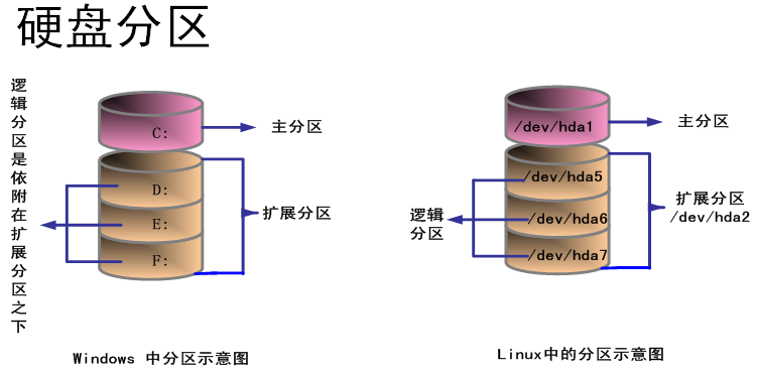 硬盘分区
逻辑分区是依附在扩展分区之下
C:
主分区
D:
E:
F:
扩展分区
Windows 中分区示意图
/dev/hda1
主分区
/dev/hda5
/dev/hda6
/dev/hda7
逻辑
分区
扩展分区
/dev/hda2
Linux中的分区示意图